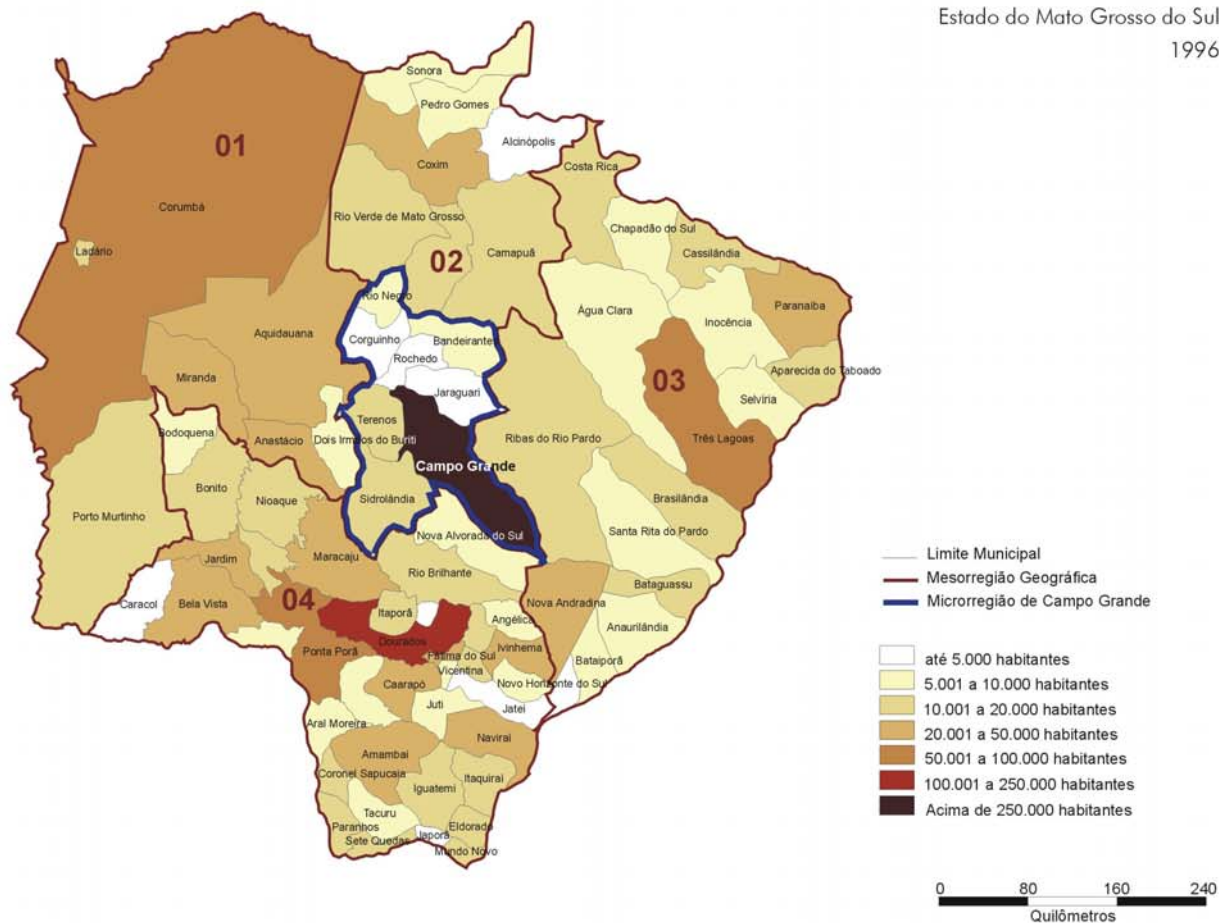 Estado do Mato Grosso do Sul
1996
Sonora
Pedro Gomes
Alcinópolis
01
Coxim
Costa Rica
Corumbá
Rio Verde de Mato Grosso
Chapadão do Sul
Ladário
Camapuã
Cassilândia
02
Rio Negro
Água Clara
Paranaíba
Inocência
Aquidauana
Corguinho
Bandeirantes
Rochedo
Aparecida do Taboado
Miranda
03
Jaraguari
Selvíria
Terenos
Bodoquena
Anastácio
Dois Irmãos do Buriti
Ribas do Rio Pardo
Três Lagoas
Campo Grande
Bonito
Nioaque
Sidrolândia
Brasilândia
Porto Murtinho
Santa Rita do Pardo
Nova Alvorada do Sul
Jardim
Maracaju
Rio Brilhante
Bataguassu
Caracol
Bela Vista
04
Itaporã
Nova Andradina
Angélica
Anaurilândia
Ponta Porã
Dourados
Fátima do Sul
Ivinhema
Bataiporã
Vicentina
Caarapó
Novo Horizonte do Sul
Juti
Jateí
Aral Moreira
Naviraí
Amambaí
Coronel Sapucaia
Itaquiraí
Iguatemi
Tacuru
Paranhos
Eldorado
Iaporã
Sete Quedas
Mundo Novo
Limite Municipal
Mesorregião Geográfica
Microrregião de Campo Grande
até 5.000 habitantes
5.001 a 10.000 habitantes
10.001 a 20.000 habitantes
20.001 a 50.000 habitantes
50.001 a 100.000 habitantes
100.001 a 250.000 habitantes
Acima de 250.000 habitantes
0 80 160 240
Quilômetros